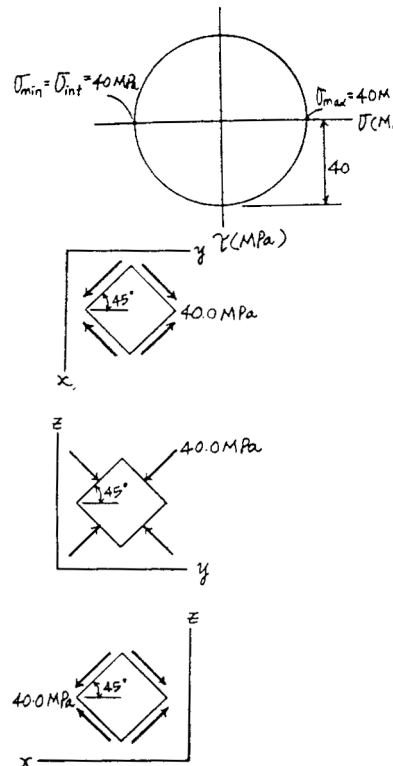 σmin = σint = 40 MPa
σmax = 40 M
σ(M
40
τ(MPa)
y
45°
40.0 MPa
x
z
40.0 MPa
45°
y
z
40.0 MPa
45°
x